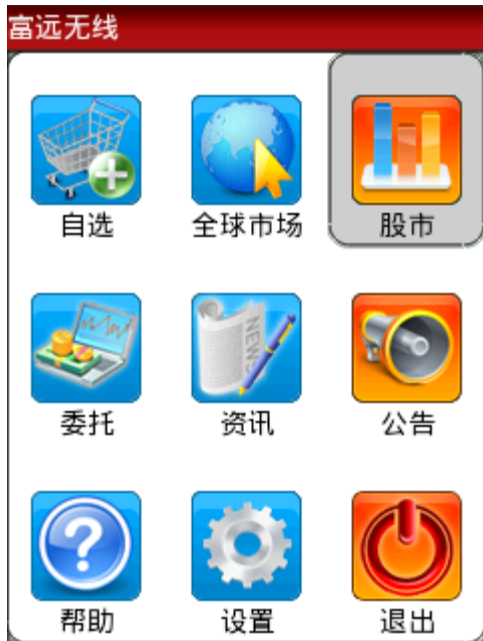 富远无线
自选 全球市场 股市
NEWS
委托 资讯 公告
帮助 设置 退出